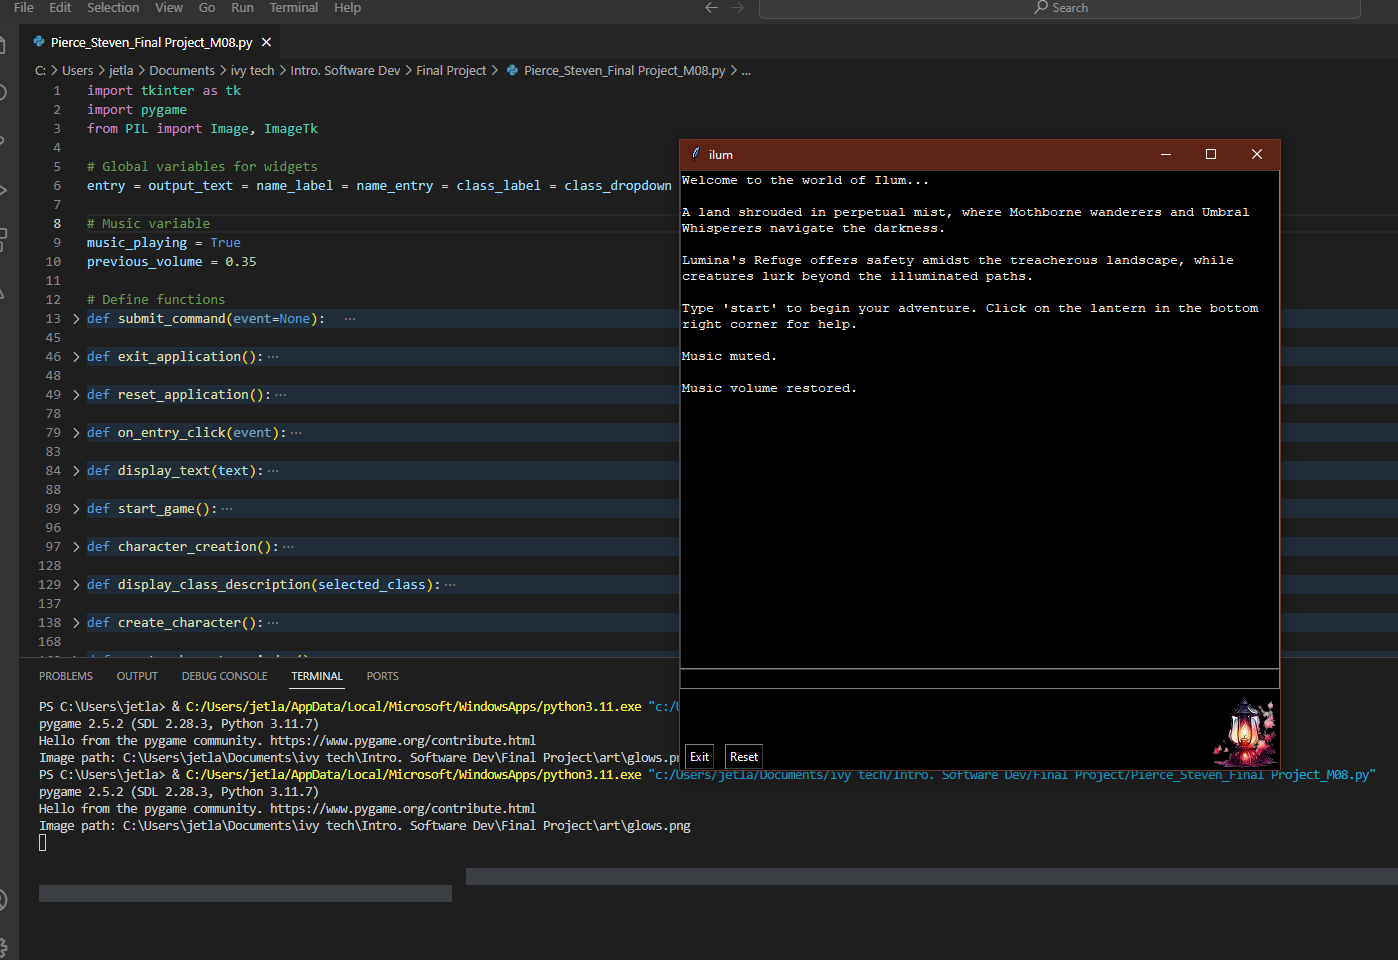 File Edit Selection View Go Run Terminal Help
Search
Pierce_Steven_Final Project_M08.py
C: > Users > jetla > Documents > ivy tech > Intro. Software Dev > Final Project > Pierce_Steven_Final Project_M08.py > ...
1 import tkinter as tk
2 import pygame
3 from PIL import Image, ImageTk
4
5 # Global variables for widgets
6 entry = output_text = name_label = name_entry = class_label = class_dropdown
7
8 # Music variable
9 music_playing = True
10 previous_volume = 0.35
11
12 # Define functions
13 > def submit_command(event=None): ...
45
46 > def exit_application(): ...
48
49 > def reset_application(): ...
78
79 > def on_entry_click(event): ...
83
84 > def display_text(text): ...
88
89 > def start_game(): ...
96
97 > def character_creation(): ...
128
129 > def display_class_description(selected_class): ...
137
138 > def create_character(): ...
168
ilum
Welcome to the world of Ilum...
A land shrouded in perpetual mist, where Mothborne wanderers and Umbral
Whisperers navigate the darkness.
Lumina's Refuge offers safety amidst the treacherous landscape, while
creatures lurk beyond the illuminated paths.
Type 'start' to begin your adventure. Click on the lantern in the bottom
right corner for help.
Music muted.
Music volume restored.
Exit Reset
PROBLEMS OUTPUT DEBUG CONSOLE TERMINAL PORTS
PS C:\Users\jetla> & C:/Users/jetla/AppData/Local/Microsoft/WindowsApps/python3.11.exe "c:/
pygame 2.5.2 (SDL 2.28.3, Python 3.11.7)
Hello from the pygame community. https://www.pygame.org/contribute.html
Image path: C:\Users\jetla\Documents\ivy tech\Intro. Software Dev\Final Project\art\glows.pn
PS C:\Users\jetla> & C:/Users/jetla/AppData/Local/Microsoft/WindowsApps/python3.11.exe "c:/Users/jetla/Documents/ivy tech/Intro. Software Dev/Final Project/Pierce_Steven_Final Project_M08.py"
pygame 2.5.2 (SDL 2.28.3, Python 3.11.7)
Hello from the pygame community. https://www.pygame.org/contribute.html
Image path: C:\Users\jetla\Documents\ivy tech\Intro. Software Dev\Final Project\art\glows.png